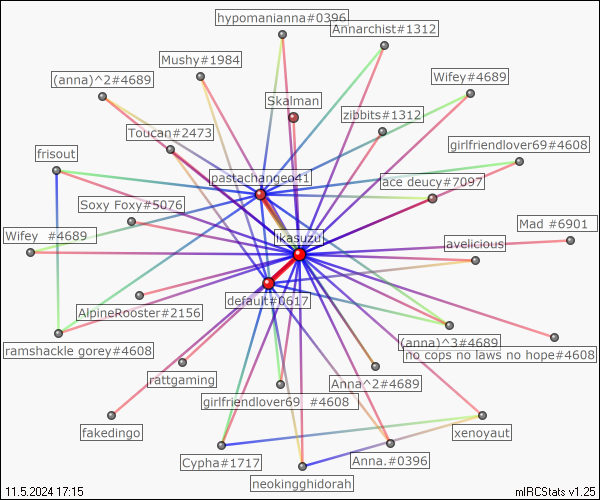 hypomanianna#0396
Annarchist#1312
Mushy#1984
(anna)^2#4689
Wifey#4689
Skalman
zibbits#1312
Toucan#2473
girlfriendlover69#4608
frisout
pastachangeo41
ace deucy#7097
Soxy Foxy#5076
Mad #6901
Wifey  #4689
ikasuzu
avelicious
default#0617
AlpineRooster#2156
(anna)^3#4689
ramshackle gorey#4608
no cops no laws no hope#4608
rattgaming
Anna^2#4689
girlfriendlover69  #4608
fakedingo
xenoyaut
Cypha#1717
Anna.#0396
neokingghidorah
11.5.2024 17:15
mIRCStats v1.25